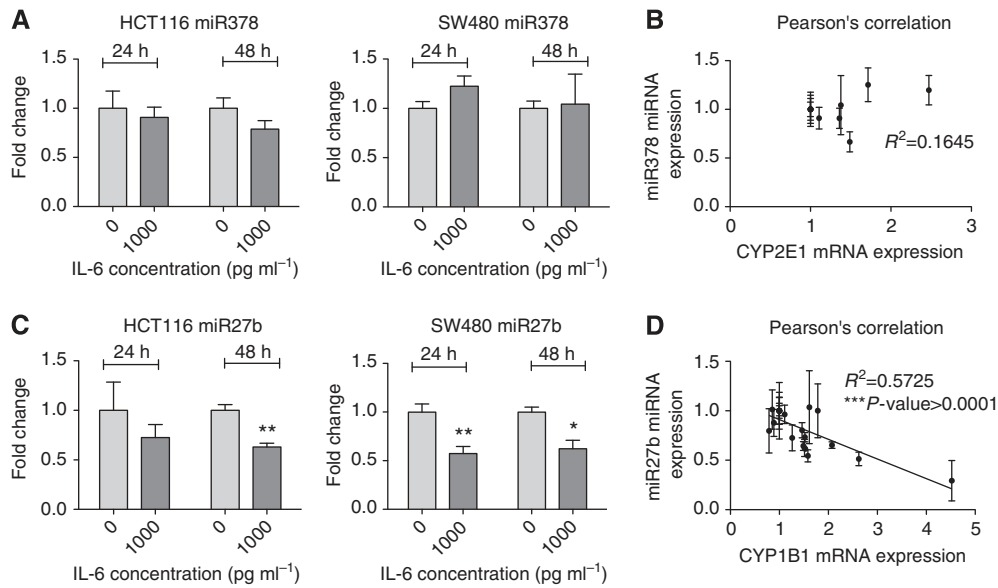 A
HCT116 miR378
24 h
48 h
Fold change
1.5
1.0
0.5
0.0
0
1000
0
1000
IL-6 concentration (pg ml⁻¹)
SW480 miR378
24 h
48 h
Fold change
1.5
1.0
0.5
0.0
0
1000
0
1000
IL-6 concentration (pg ml⁻¹)
B
Pearson's correlation
miR378 miRNA
expression
1.5
1.0
0.5
0.0
R²=0.1645
0
1
2
3
CYP2E1 mRNA expression
C
HCT116 miR27b
24 h
48 h
Fold change
1.5
1.0
0.5
0.0
**
0
1000
0
1000
IL-6 concentration (pg ml⁻¹)
SW480 miR27b
24 h
48 h
Fold change
1.5
1.0
0.5
0.0
**
*
0
1000
0
1000
IL-6 concentration (pg ml⁻¹)
D
Pearson's correlation
miR27b miRNA
expression
1.5
1.0
0.5
0.0
R²=0.5725
***P-value>0.0001
0
1
2
3
4
5
CYP1B1 mRNA expression